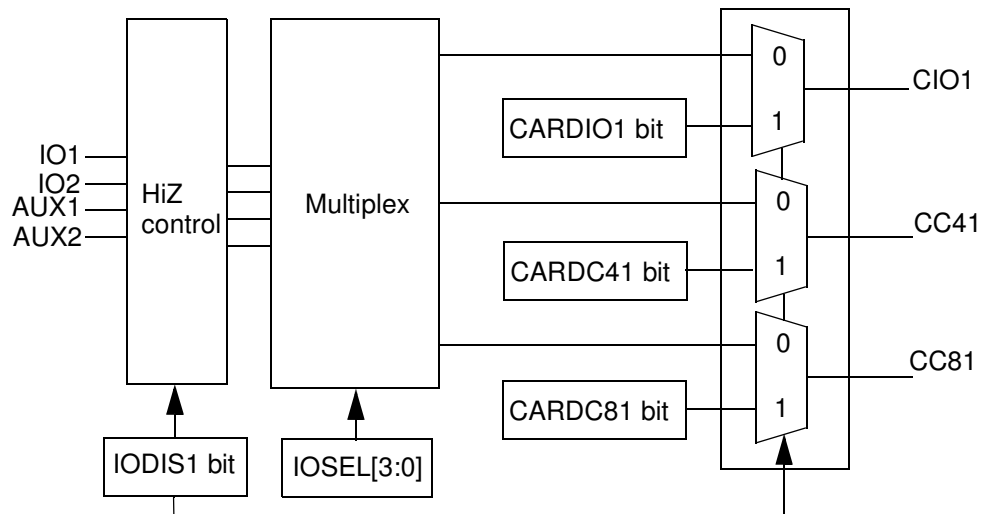 IO1
IO2
AUX1
AUX2
HiZ
control
Multiplex
IODIS1 bit
IOSEL[3:0]
CARDIO1 bit
CARDC41 bit
CARDC81 bit
0
1
0
1
0
1
CIO1
CC41
CC81